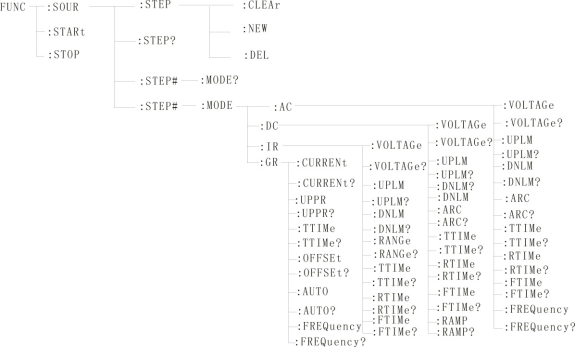 FUNC :SOUR :STEP :CLEAr
:STARt :NEW
:STOP :STEP? :DEL
:STEP# :MODE?
:STEP# :MODE :AC :VOLTAGe
:DC :VOLTAGe :VOLTAGe?
:IR :VOLTAGe :VOLTAGe? :UPLM
:GR :CURRENt :VOLTAGe? :UPLM :UPLM?
:CURRENt? :UPLM :UPLM? :DNLM
:UPPR :UPLM? :DNLM? :DNLM?
:UPPR? :DNLM :DNLM :ARC
:TTIMe :DNLM? :ARC :ARC?
:TTIMe? :RANGe :ARC? :TTIMe
:OFFSEt :RANGe? :TTIMe :TTIMe?
:OFFSEt? :TTIMe :TTIMe? :RTIMe
:AUTO :TTIMe? :RTIMe :RTIMe?
:AUTO? :RTIMe :RTIMe? :FTIMe
:FREQuency :RTIMe? :FTIMe :FTIMe?
:FREQuency? :FTIMe :FTIMe? :FREQuency
:FTIMe? :RAMP :FREQuency?
:RAMP?